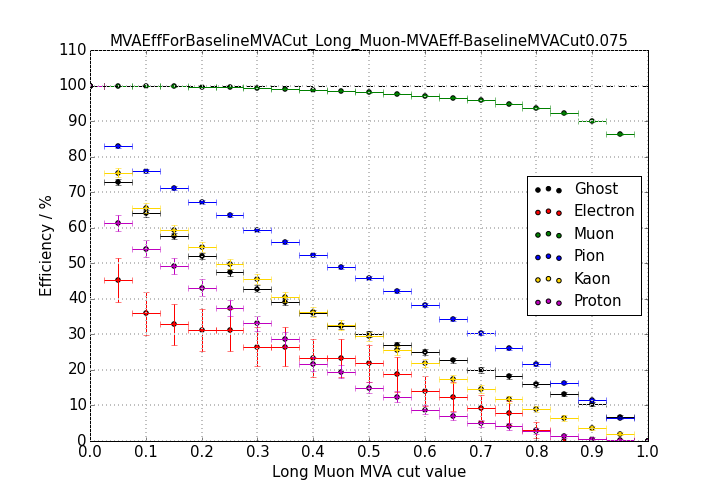 MVAEffForBaselineMVACut_Long_Muon-MVAEff-BaselineMVACut0.075
110
100
90
80
70
60
50
40
30
20
10
0
Efficiency / %
Ghost
Electron
Muon
Pion
Kaon
Proton
0.0 0.1 0.2 0.3 0.4 0.5 0.6 0.7 0.8 0.9 1.0
Long Muon MVA cut value